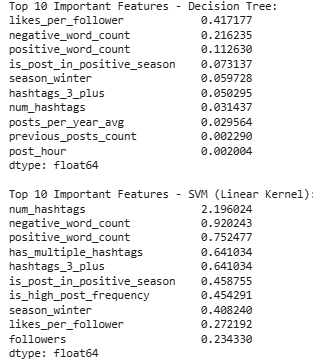 Top 10 Important Features - Decision Tree:
likes_per_follower 0.417177
negative_word_count 0.216235
positive_word_count 0.112630
is_post_in_positive_season 0.073137
season_winter 0.059728
hashtags_3_plus 0.050295
num_hashtags 0.031437
posts_per_year_avg 0.029564
previous_posts_count 0.002290
post_hour 0.002004
dtype: float64
Top 10 Important Features - SVM (Linear Kernel):
num_hashtags 2.196024
negative_word_count 0.920243
positive_word_count 0.752477
has_multiple_hashtags 0.641034
hashtags_3_plus 0.641034
is_post_in_positive_season 0.458755
is_high_post_frequency 0.454291
season_winter 0.408240
likes_per_follower 0.272192
followers 0.234330
dtype: float64